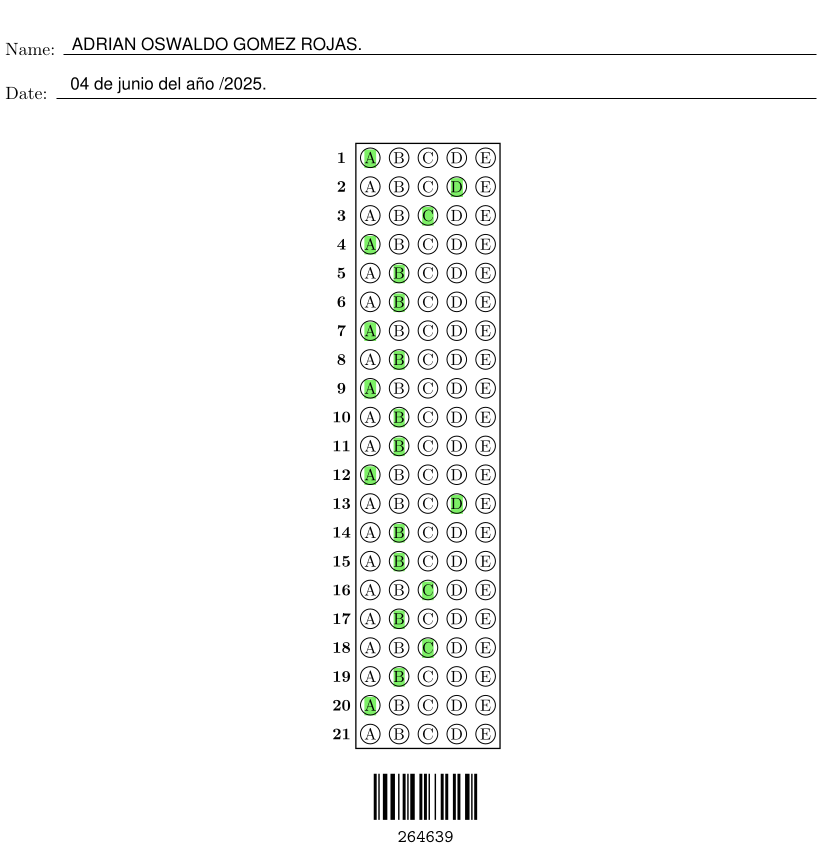 Name: ADRIAN OSWALDO GOMEZ ROJAS.
Date: 04 de junio del año /2025.
1 A B C D E
2 A B C D E
3 A B C D E
4 A B C D E
5 A B C D E
6 A B C D E
7 A B C D E
8 A B C D E
9 A B C D E
10 A B C D E
11 A B C D E
12 A B C D E
13 A B C D E
14 A B C D E
15 A B C D E
16 A B C D E
17 A B C D E
18 A B C D E
19 A B C D E
20 A B C D E
21 A B C D E
264639